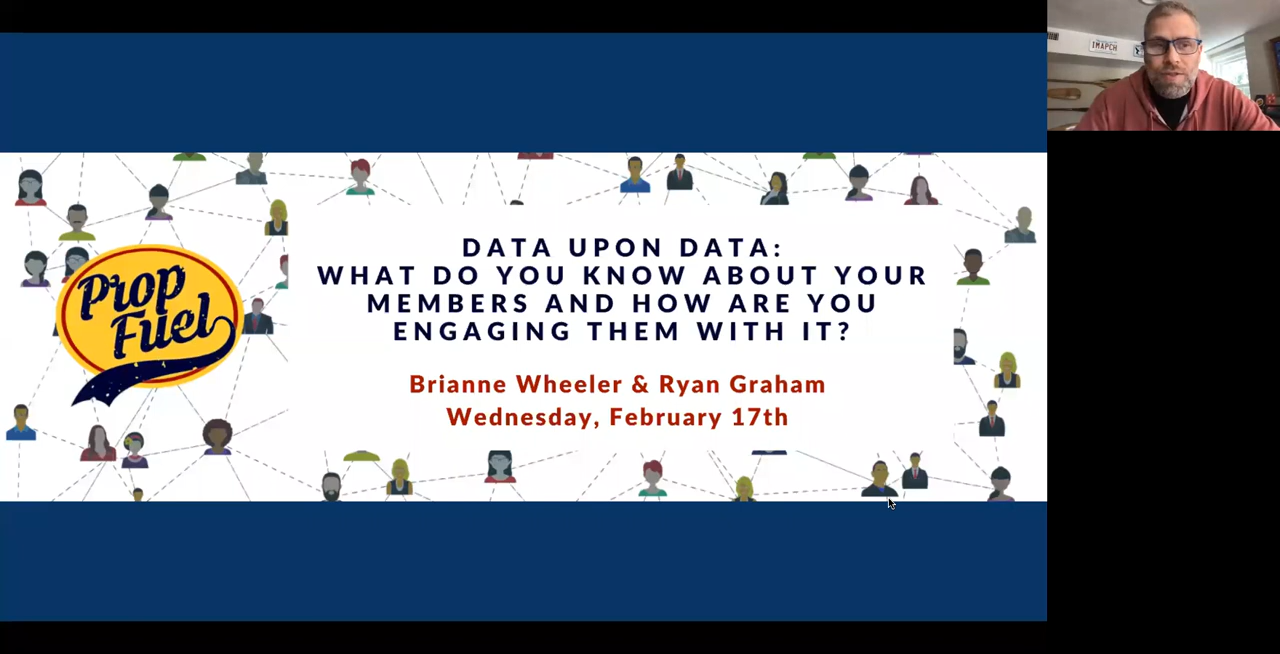 IMAPCH
DATA UPON DATA:
WHAT DO YOU KNOW ABOUT YOUR
MEMBERS AND HOW ARE YOU
ENGAGING THEM WITH IT?
Prop
Fuel
Brianne Wheeler & Ryan Graham
Wednesday, February 17th